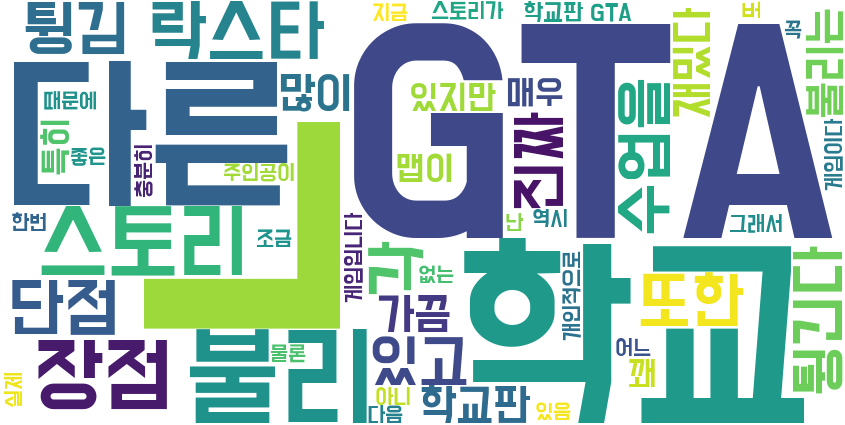 튕김
락스타
지금
스토리가
학교판 GTA
버
꼭
불리는
다른
GTA
재밌다
때문에
많이
있지만
매우
특히
좋은
충분히
진짜
수업을
게임이다
주인공이
맵이
ㄴ
한번
스토리
조금
게임입니다
각
없는
난
역시
그래서
학교
개인적으로
또한
튕긴다
단점
가끔
장점
불리
물론
있고
어느
꽤
실제
아니
다음
학교판
있음